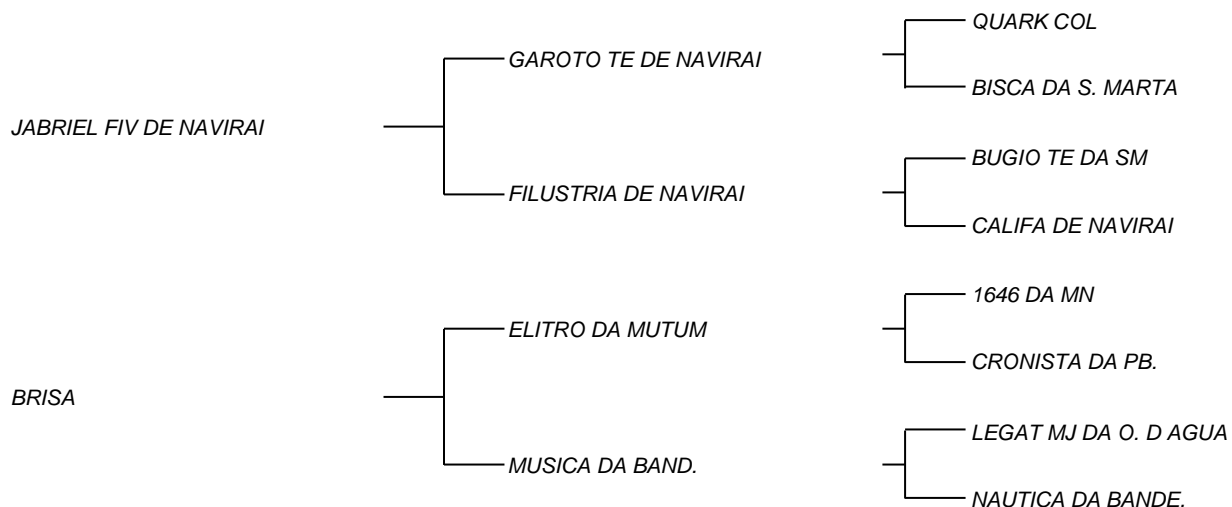 QUARK COL
GAROTO TE DE NAVIRAI
BISCA DA S. MARTA
JABRIEL FIV DE NAVIRAI
BUGIO TE DA SM
FILUSTRIA DE NAVIRAI
CALIFA DE NAVIRAI
1646 DA MN
ELITRO DA MUTUM
CRONISTA DA PB.
BRISA
LEGAT MJ DA O. D AGUA
MUSICA DA BAND.
NAUTICA DA BANDE.